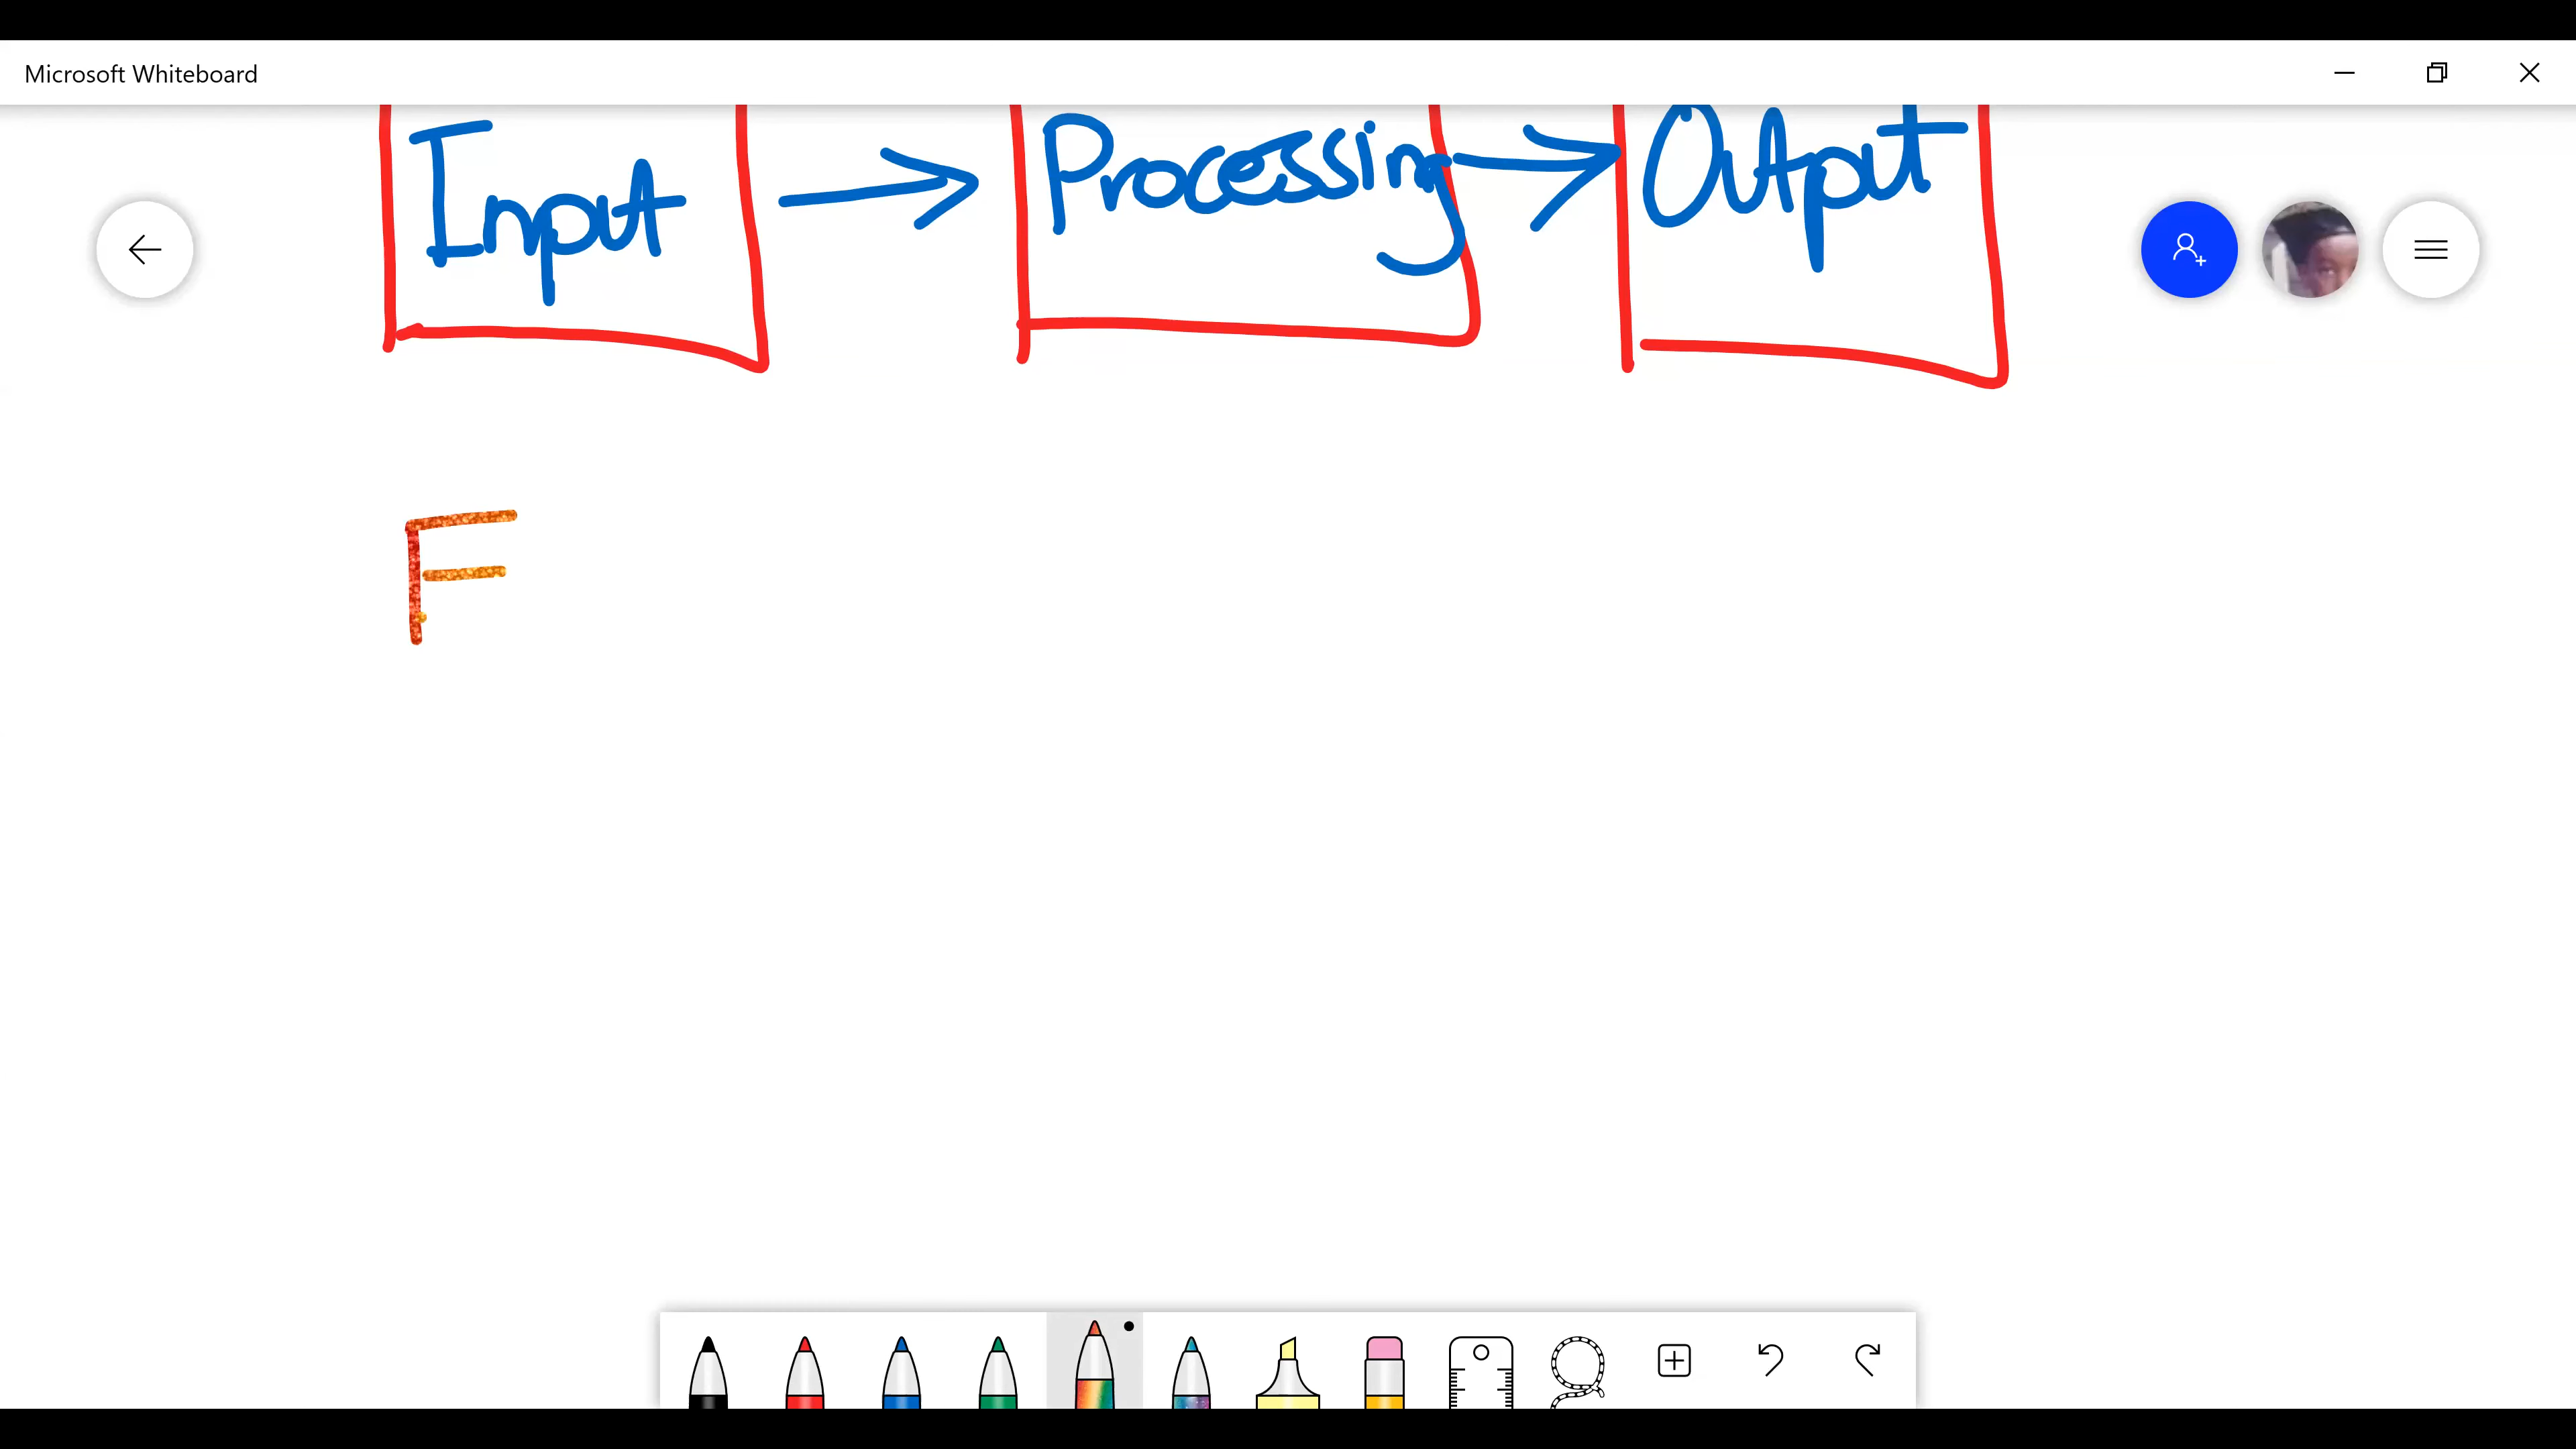 Microsoft Whiteboard
Input → Processing → Output
F